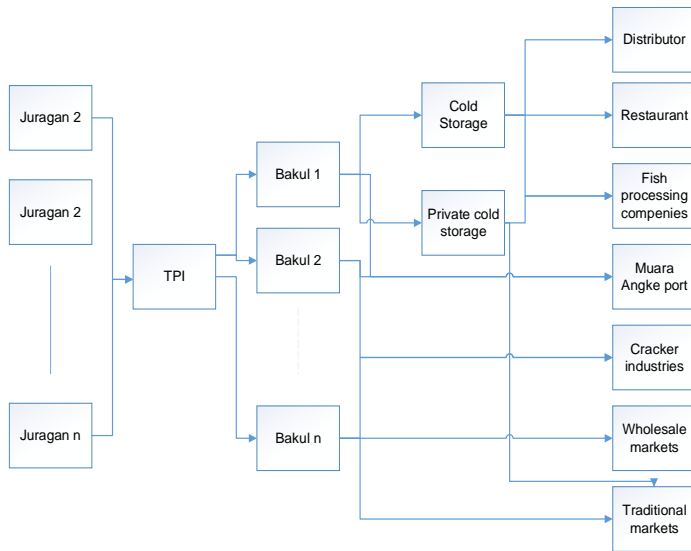 Juragan 2
Juragan 2
Juragan n
TPI
Bakul 1
Bakul 2
Bakul n
Cold
Storage
Private cold
storage
Distributor
Restaurant
Fish
processing
compenies
Muara
Angke port
Cracker
industries
Wholesale
markets
Traditional
markets